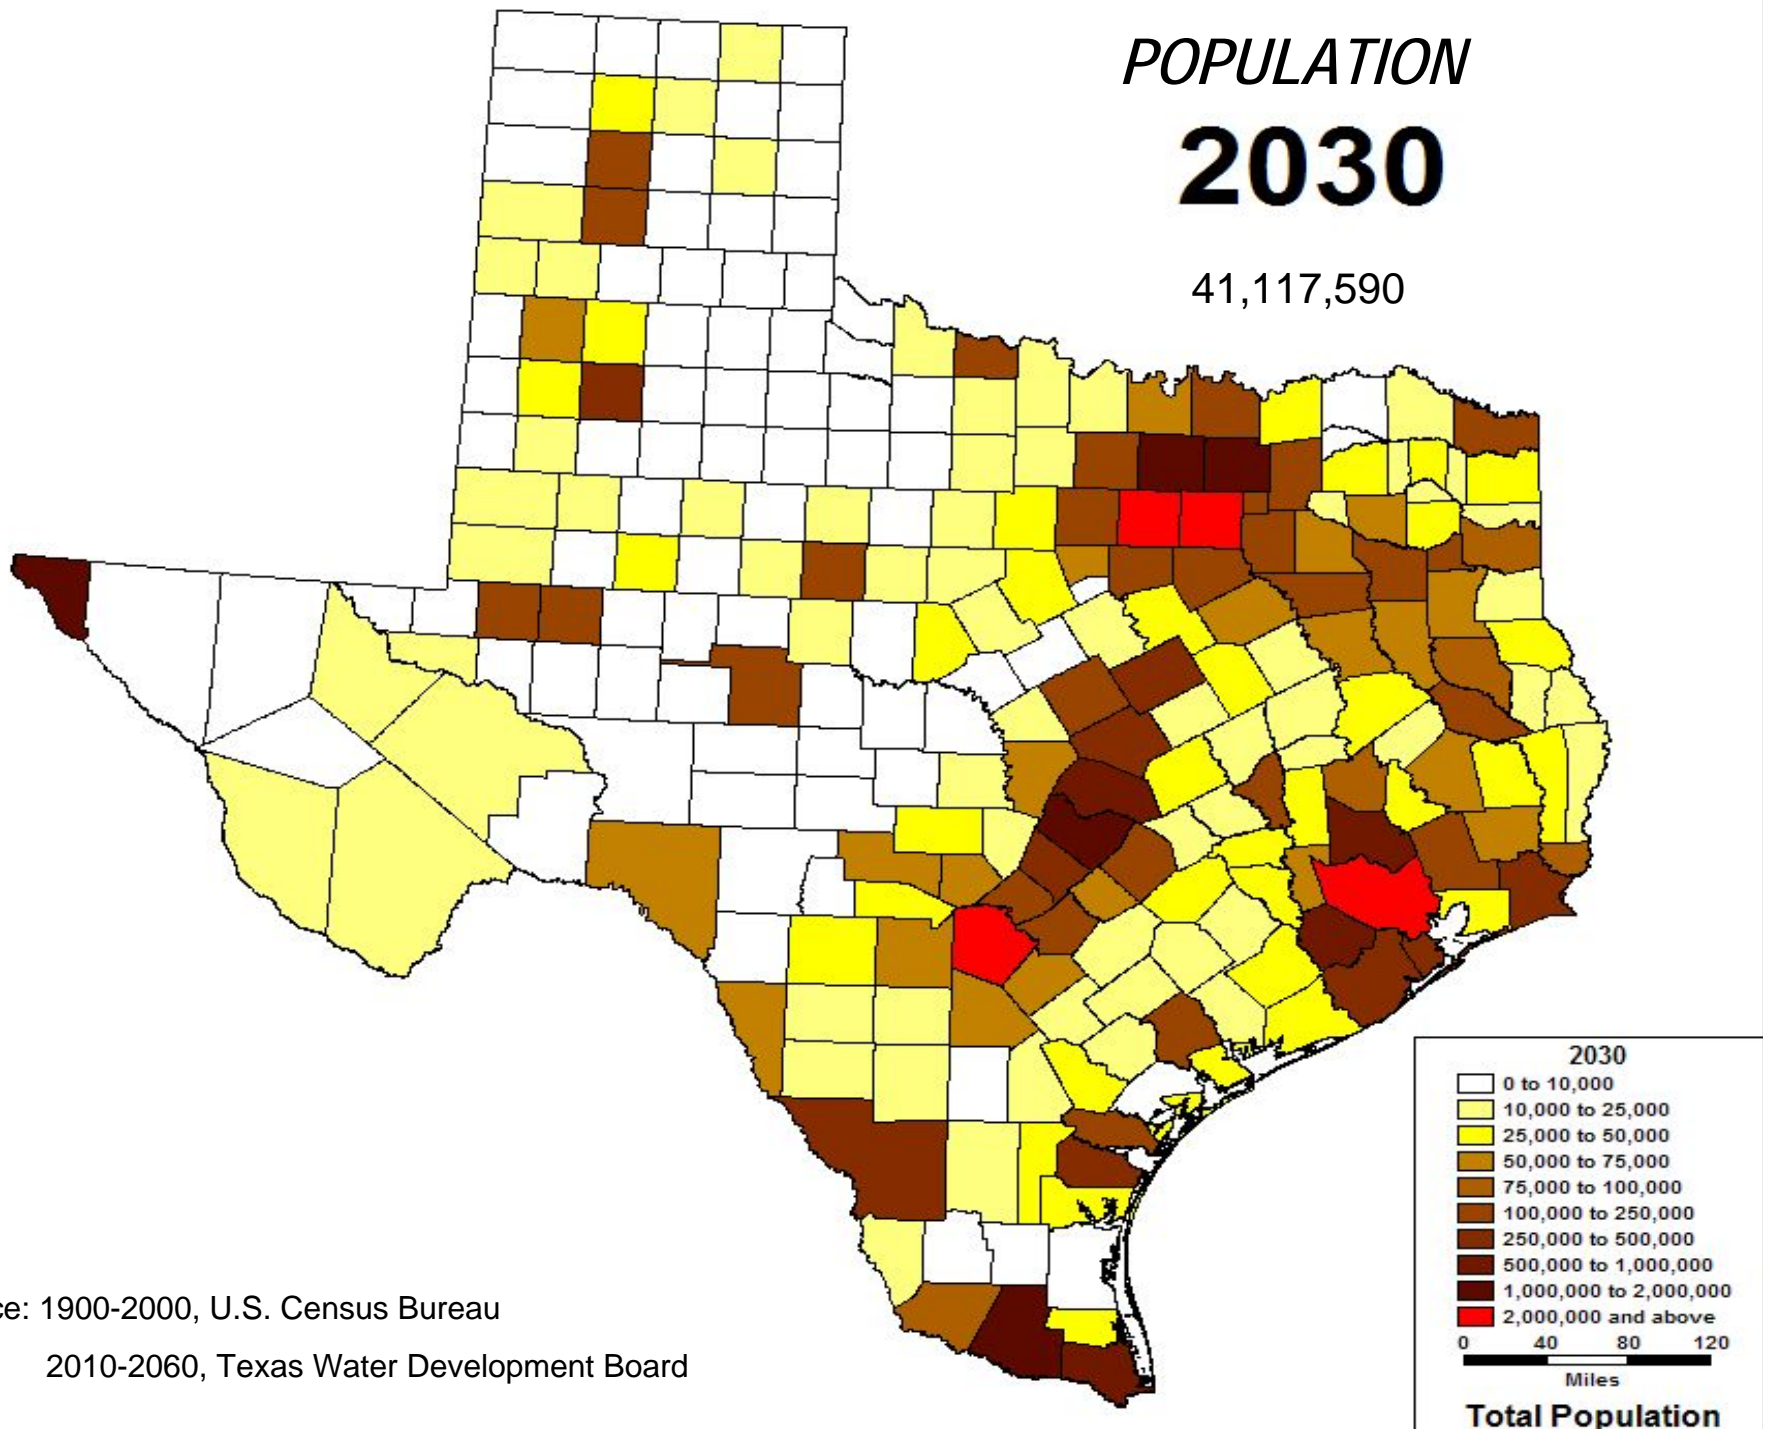 POPULATION
2030
41,117,590
2030
0 to 10,000
10,000 to 25,000
25,000 to 50,000
50,000 to 75,000
75,000 to 100,000
100,000 to 250,000
250,000 to 500,000
500,000 to 1,000,000
1,000,000 to 2,000,000
2,000,000 and above
0 40 80 120
Miles
Total Population
ce: 1900-2000, U.S. Census Bureau
2010-2060, Texas Water Development Board